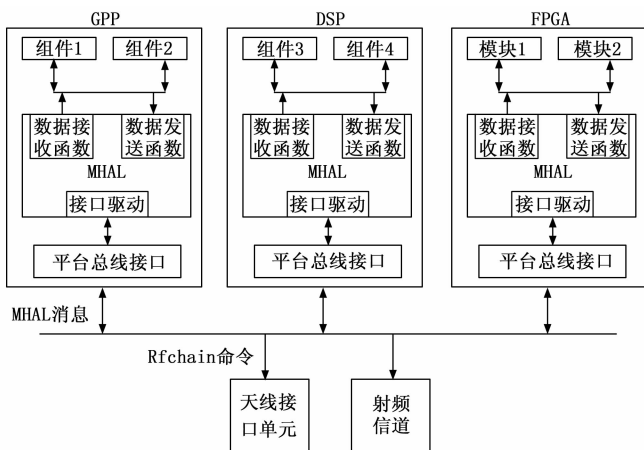 GPP
DSP
FPGA
组件1
组件2
组件3
组件4
模块1
模块2
数据接
收函数
数据发
送函数
数据接
收函数
数据发
送函数
数据接
收函数
数据发
送函数
MHAL
MHAL
MHAL
接口驱动
接口驱动
接口驱动
平台总线接口
平台总线接口
平台总线接口
MHAL消息
Rfchain命令
天线接
口单元
射频
信道